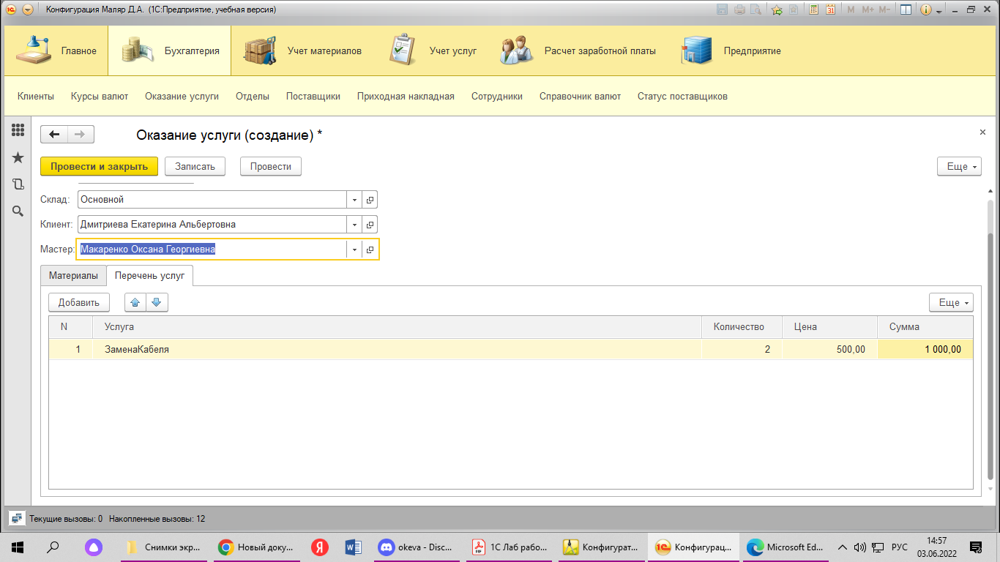 Конфигурация Маляр Д.А. (1С:Предприятие, учебная версия)
M M+ M-
Главное
Бухгалтерия
Учет материалов
Учет услуг
Расчет заработной платы
Предприятие
Клиенты Курсы валют Оказание услуги Отделы Поставщики Приходная накладная Сотрудники Справочник валют Статус поставщиков
Оказание услуги (создание) *
Провести и закрыть Записать Провести Еще
Склад: Основной
Клиент: Дмитриева Екатерина Альбертовна
Мастер: Макаренко Оксана Георгиевна
Материалы Перечень услуг
Добавить Еще
N Услуга Количество Цена Сумма
1 ЗаменаКабеля 2 500,00 1 000,00
Текущие вызовы: 0 Накопленные вызовы: 12
Снимки экр... Новый доку... okeva - Disc... 1С Лаб рабо... Конфигурат... Конфигурац... Microsoft Ed... РУС 14:57
03.06.2022